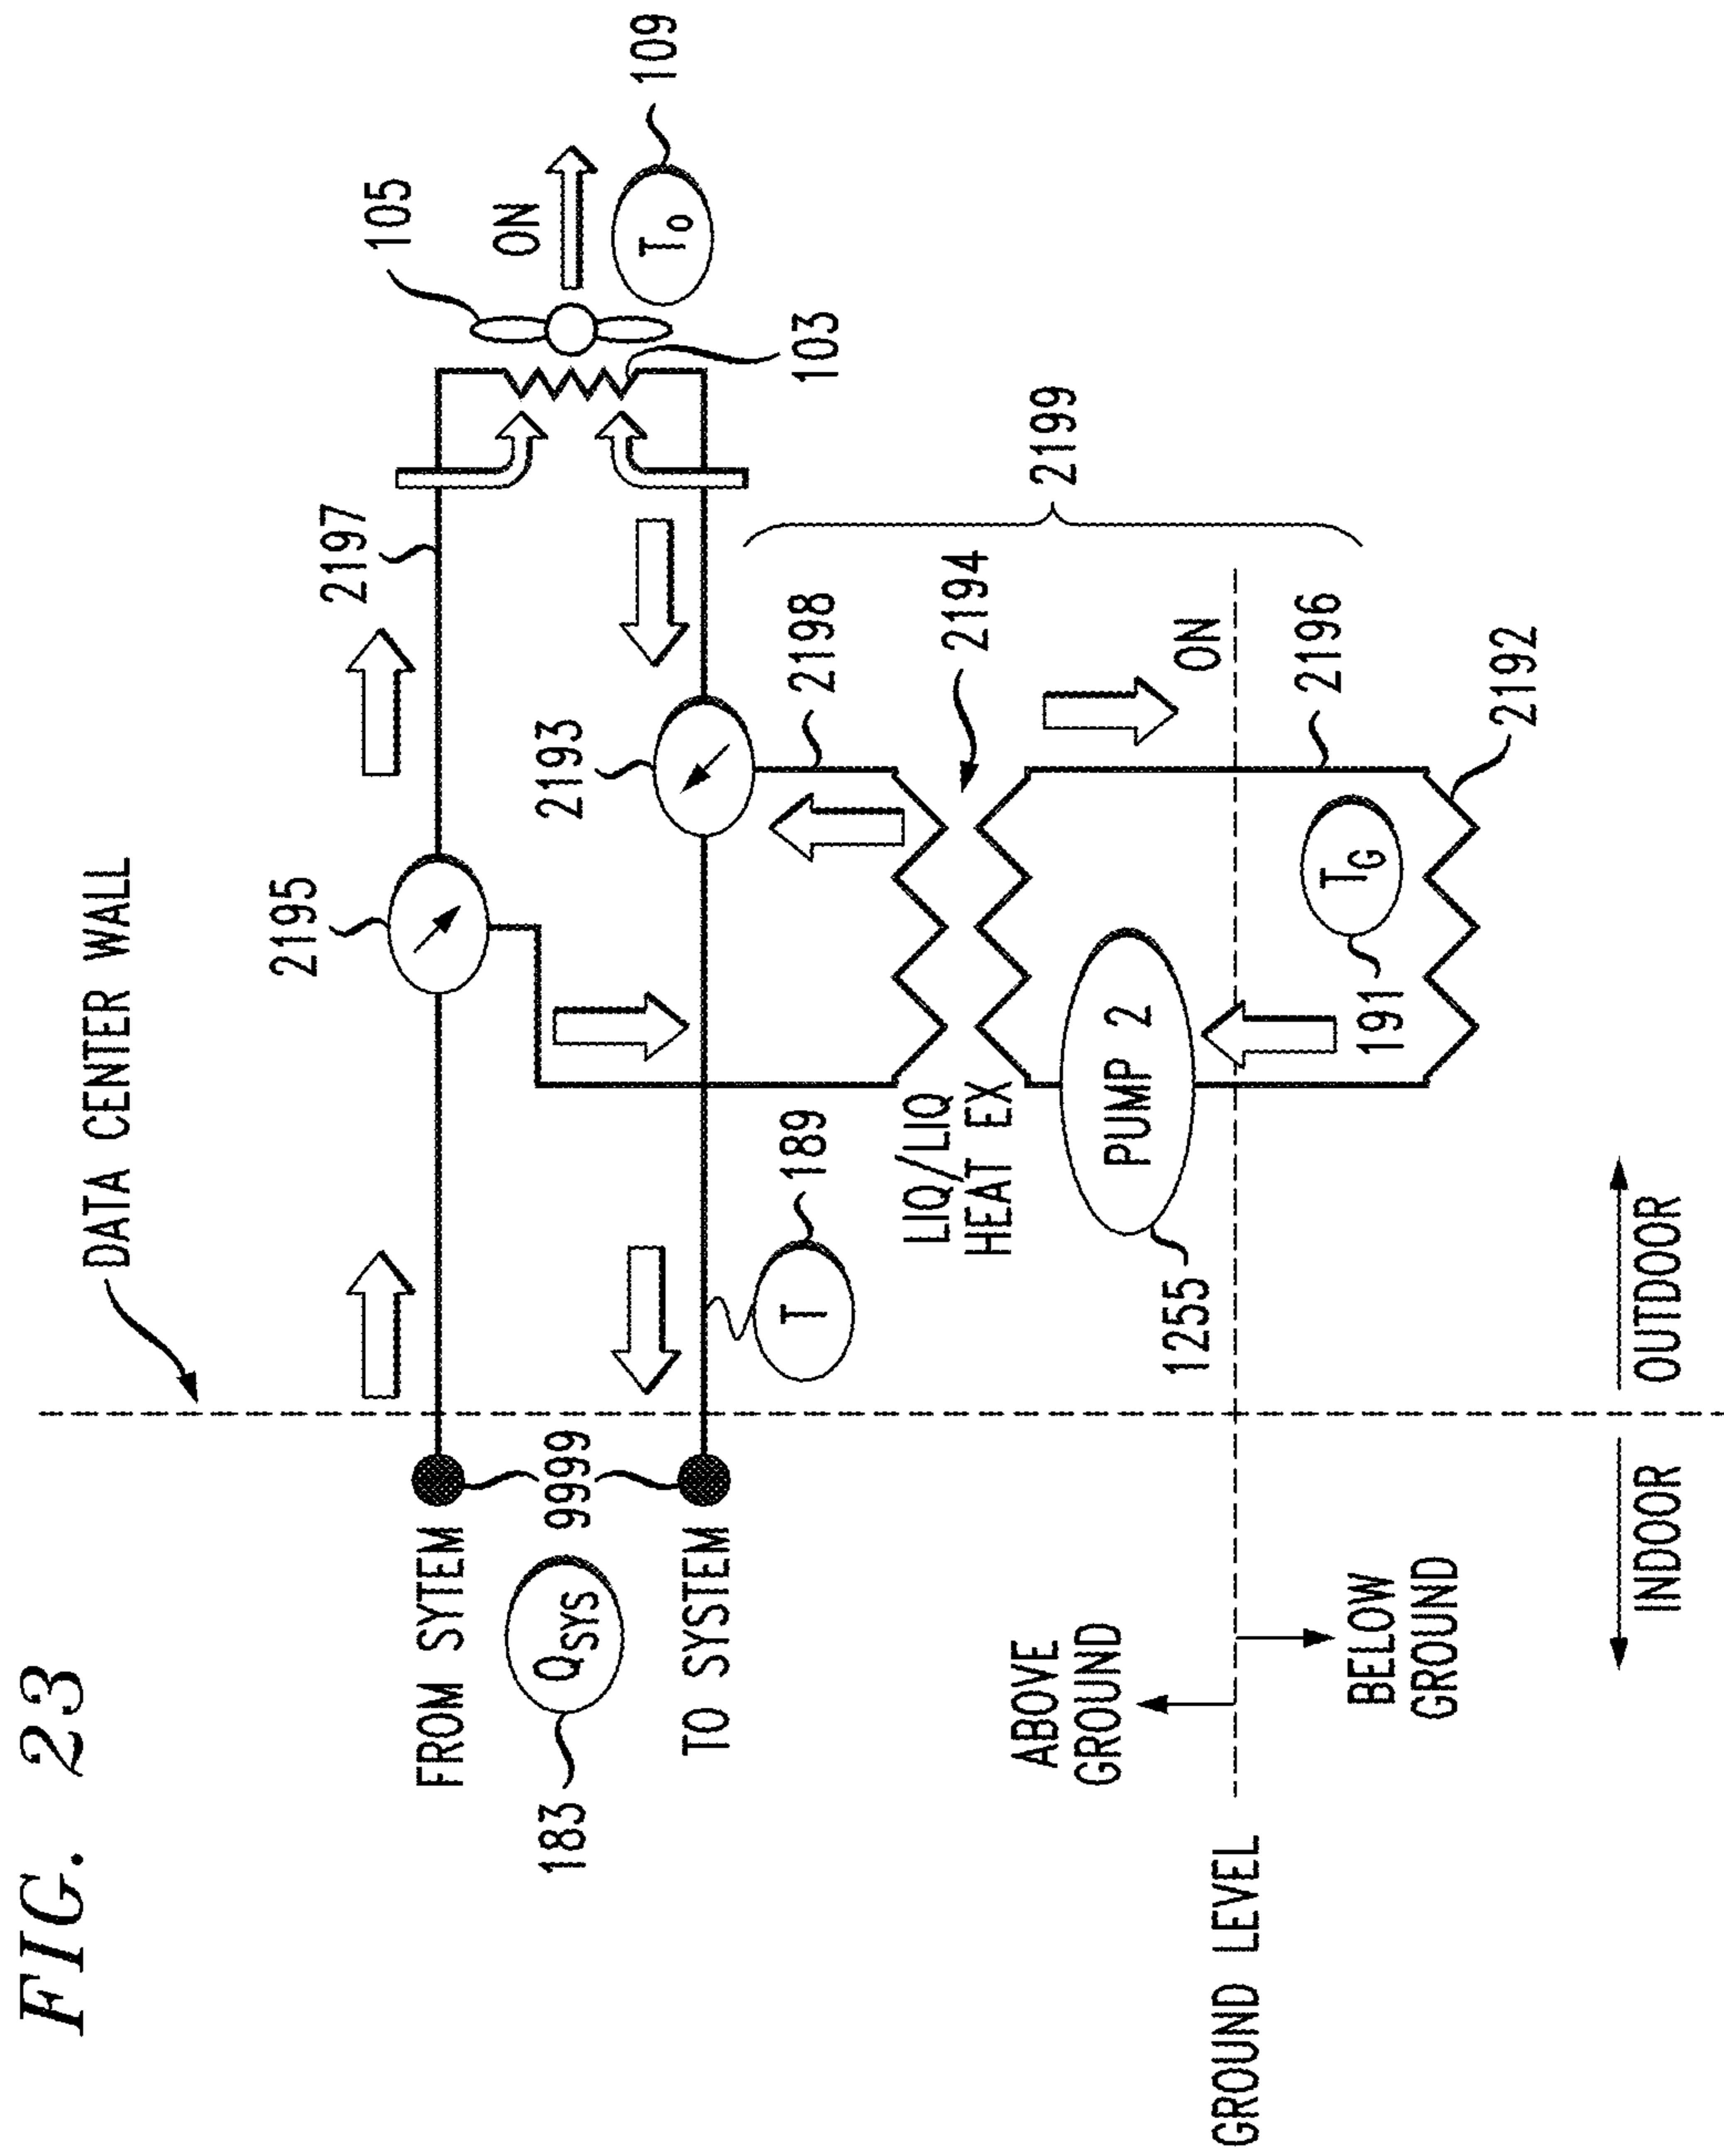 FIG. 23
DATA CENTER WALL
2195
2197
105
ON
109
T0
103
FROM SYTEM
9999
QSYS
183
TO SYSTEM
2193
T
189
2198
2199
LIQ/LIQ
HEAT EX
2194
ON
PUMP 2
1255
2196
TG
191
2192
ABOVE
GROUND
GROUND LEVEL
BELOW
GROUND
INDOOR
OUTDOOR